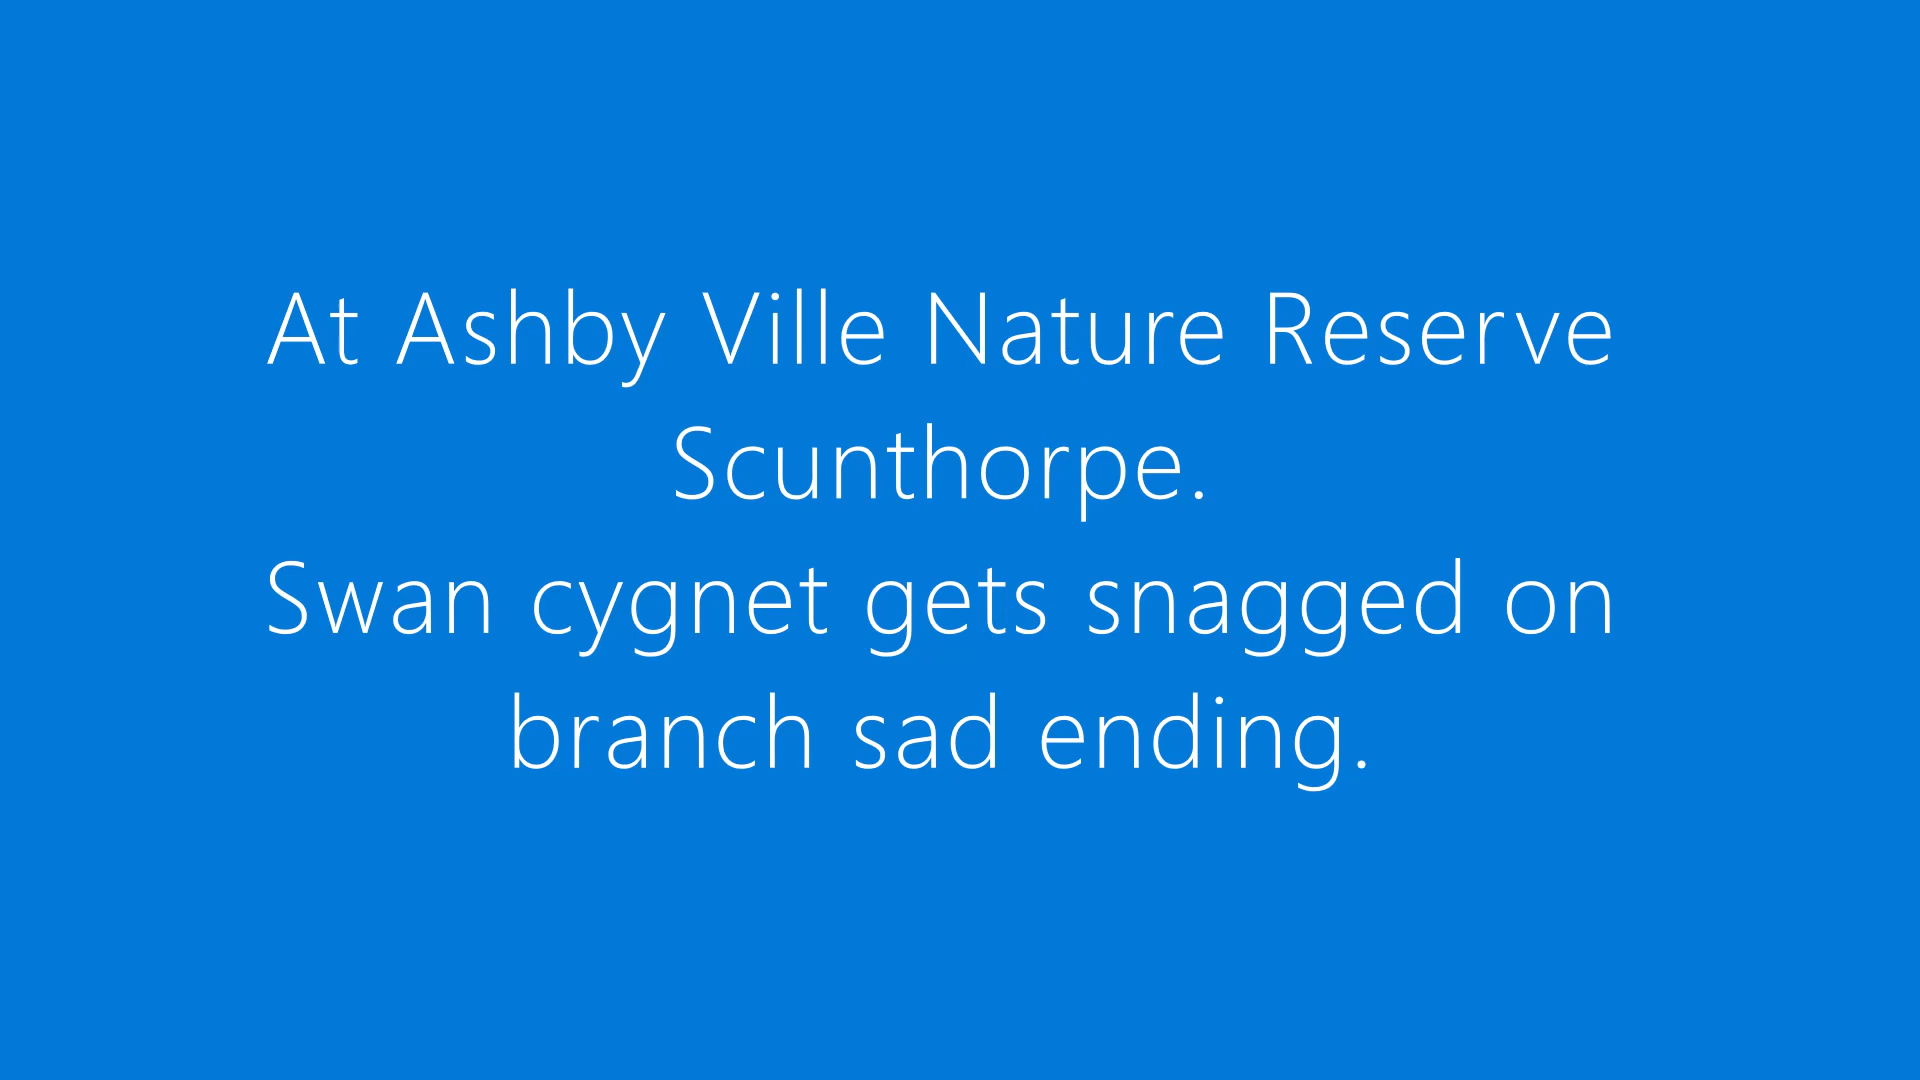 At Ashby Ville Nature Reserve
Scunthorpe.
Swan cygnet gets snagged on
branch sad ending.